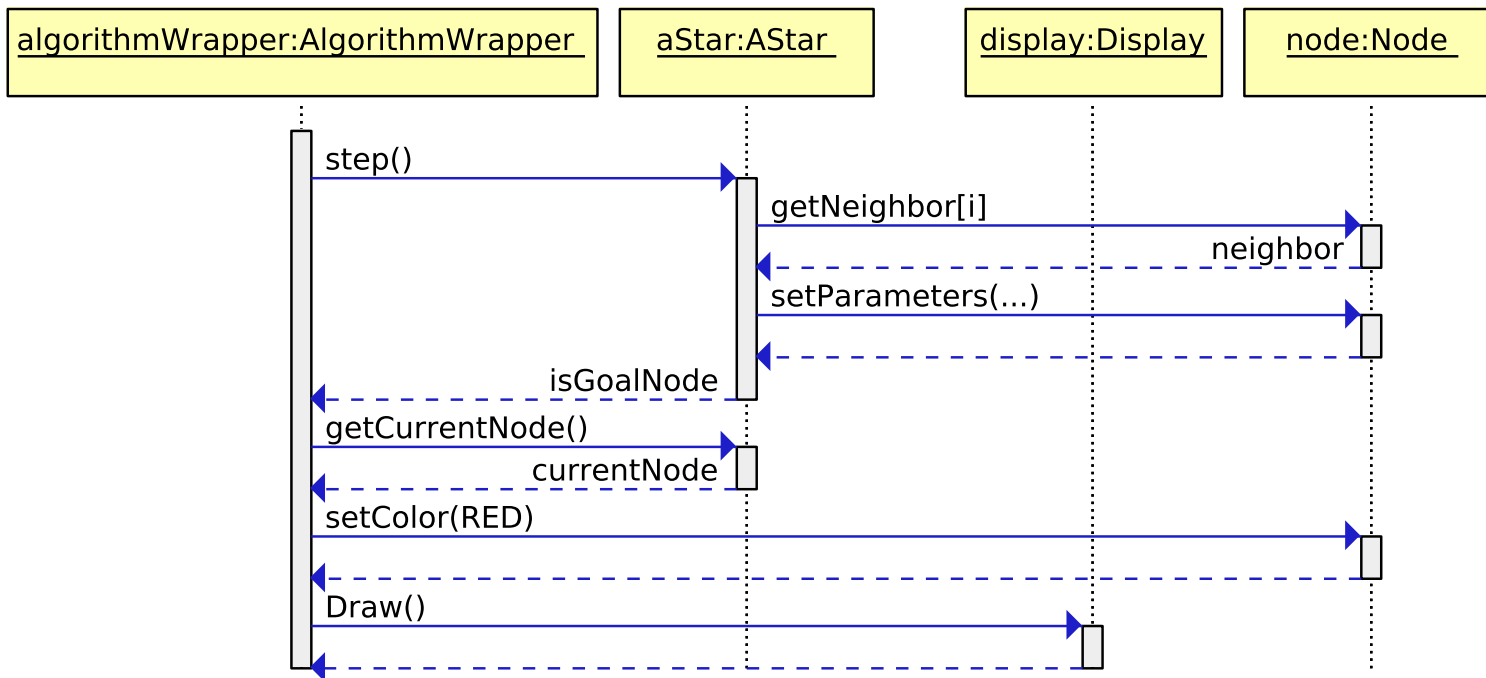 algorithmWrapper:AlgorithmWrapper
aStar:AStar
display:Display
node:Node
step()
getNeighbor[i]
neighbor
setParameters(...)
isGoalNode
getCurrentNode()
currentNode
setColor(RED)
Draw()